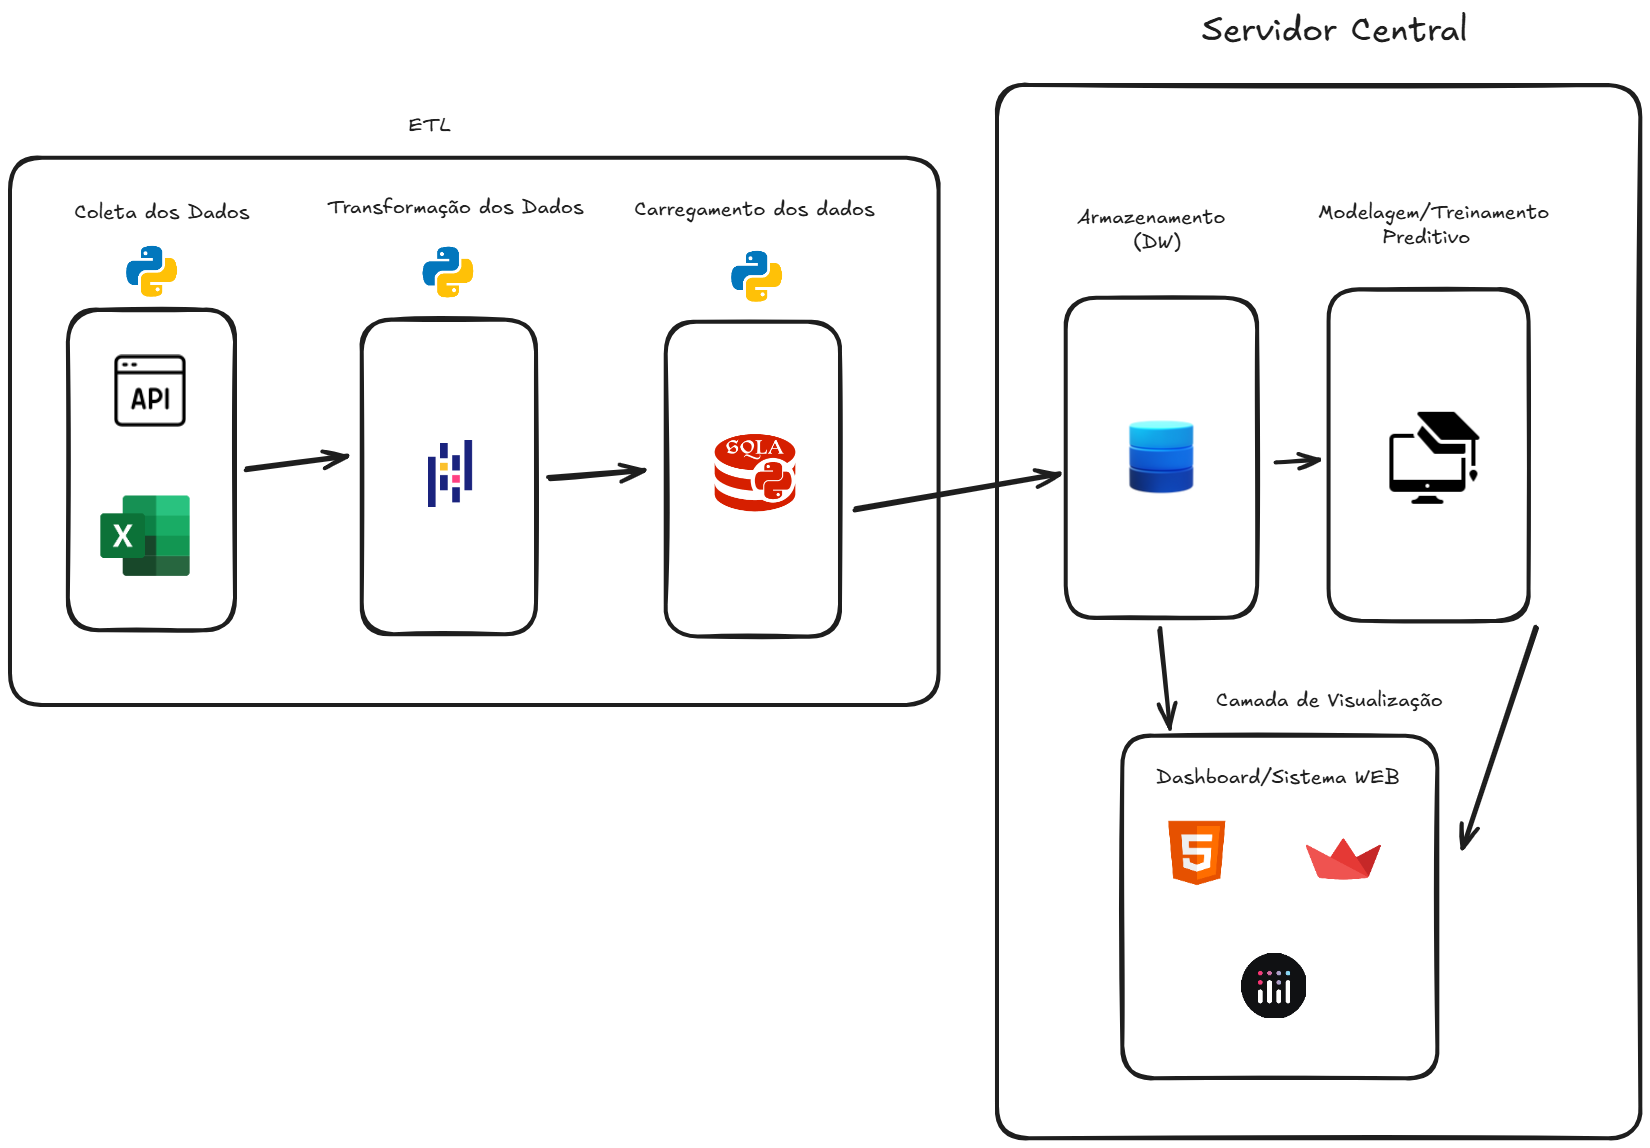 Servidor Central
ETL
Coleta dos Dados
Transformação dos Dados
Carregamento dos dados
Armazenamento
(DW)
Modelagem/Treinamento
Preditivo
API
X
SQLA
Camada de Visualização
Dashboard/Sistema WEB
5